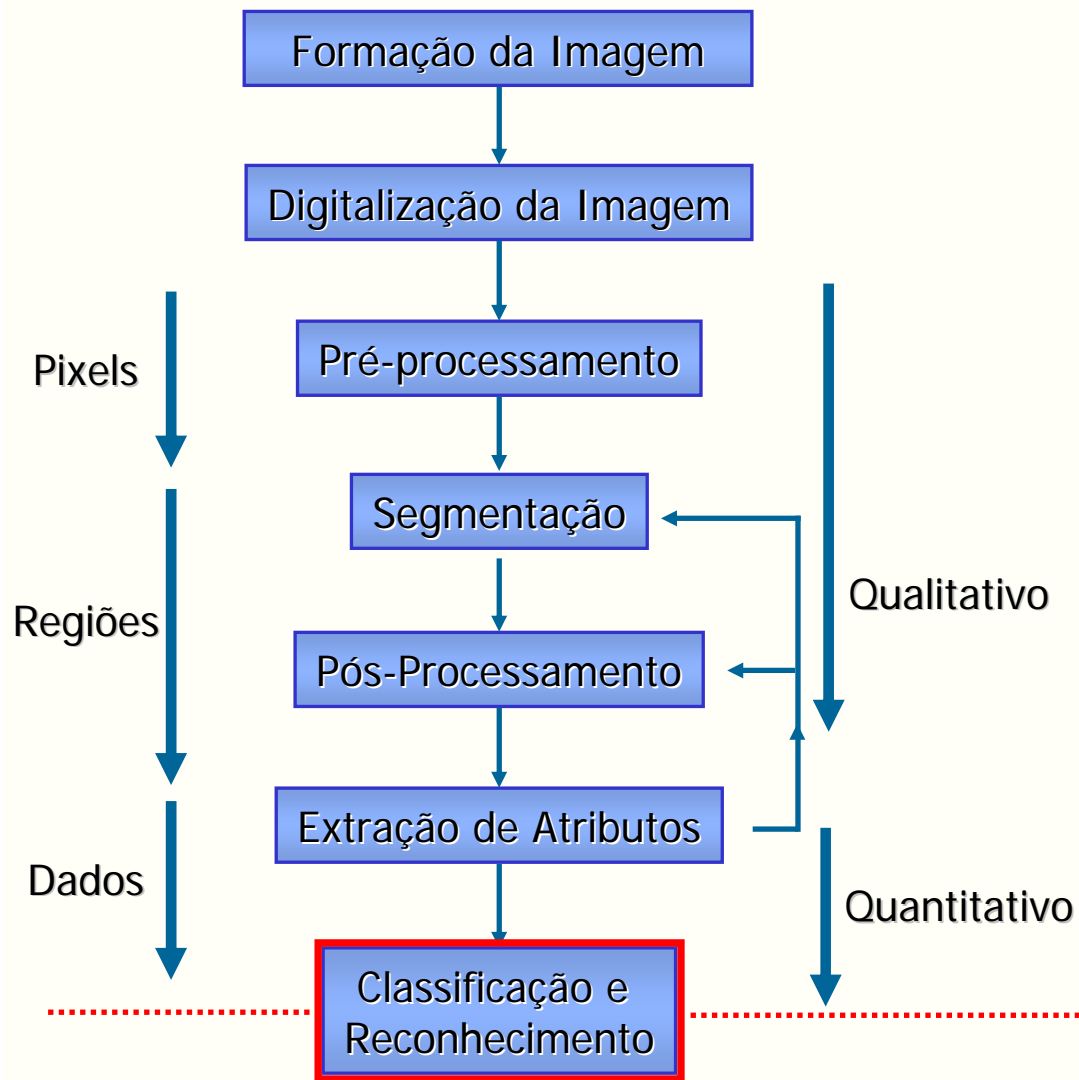 Formação da Imagem
Digitalização da Imagem
Pixels
Pré-processamento
Segmentação
Qualitativo
Regiões
Pós-Processamento
Extração de Atributos
Dados
Quantitativo
Classificação e
Reconhecimento